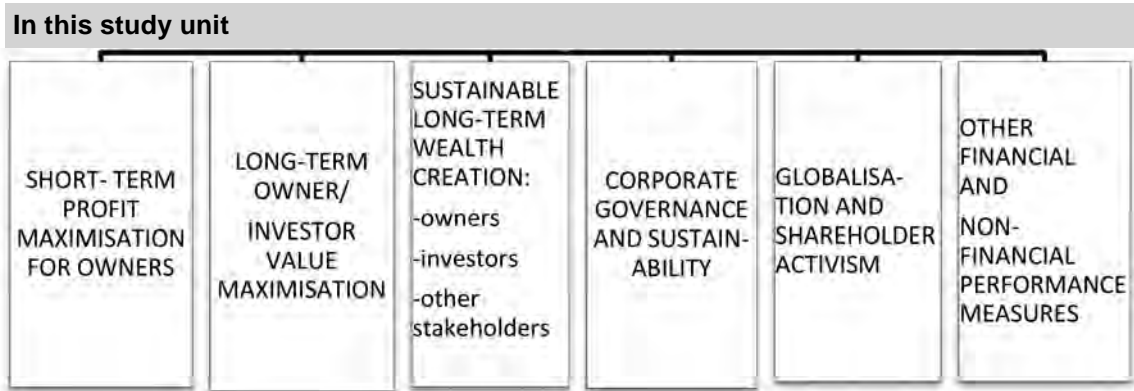 In this study unit
SHORT- TERM
PROFIT
MAXIMISATION
FOR OWNERS
LONG-TERM
OWNER/
INVESTOR
VALUE
MAXIMISATION
SUSTAINABLE
LONG-TERM
WEALTH
CREATION:
-owners
-investors
-other
stakeholders
CORPORATE
GOVERNANCE
AND SUSTAIN-
ABILITY
GLOBALISA-
TION AND
SHAREHOLDER
ACTIVISM
OTHER
FINANCIAL
AND
NON-
FINANCIAL
PERFORMANCE
MEASURES